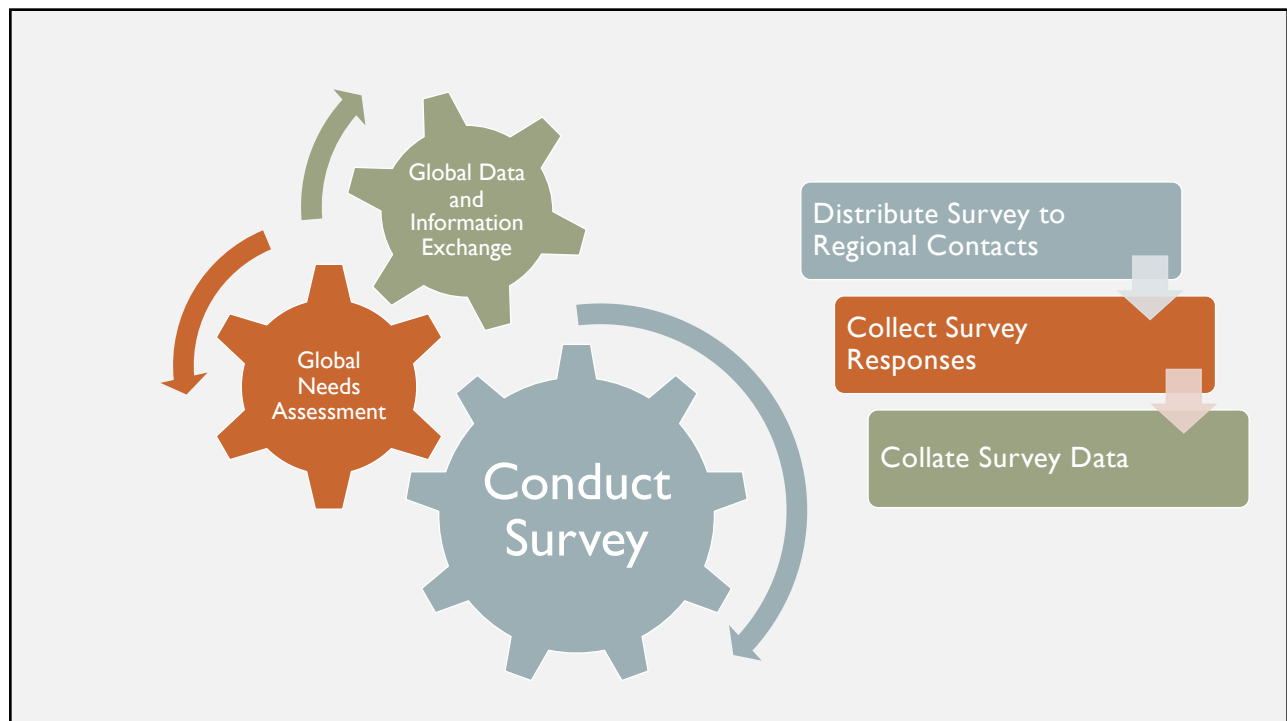 Global Data
and
Information
Exchange
Global
Needs
Assessment
Conduct
Survey
Distribute Survey to
Regional Contacts
Collect Survey
Responses
Collate Survey Data